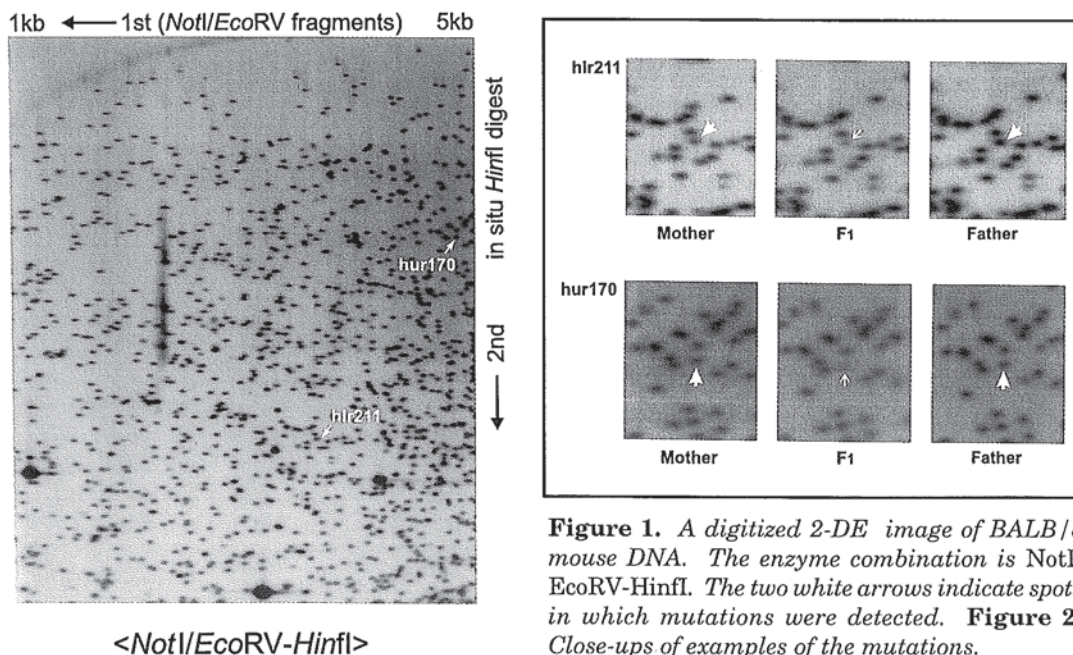 1kb ← 1st (NotI/EcoRV fragments) 5kb
in situ HinfI digest
← 2nd
hur170
hlr211
<NotI/EcoRV-HinfI>
hlr211
Mother F1 Father
hur170
Mother F1 Father
Figure 1. A digitized 2-DE image of BALB/
mouse DNA. The enzyme combination is NotI
EcoRV-HinfI. The two white arrows indicate spot
in which mutations were detected. Figure 2
Close-ups of examples of the mutations.